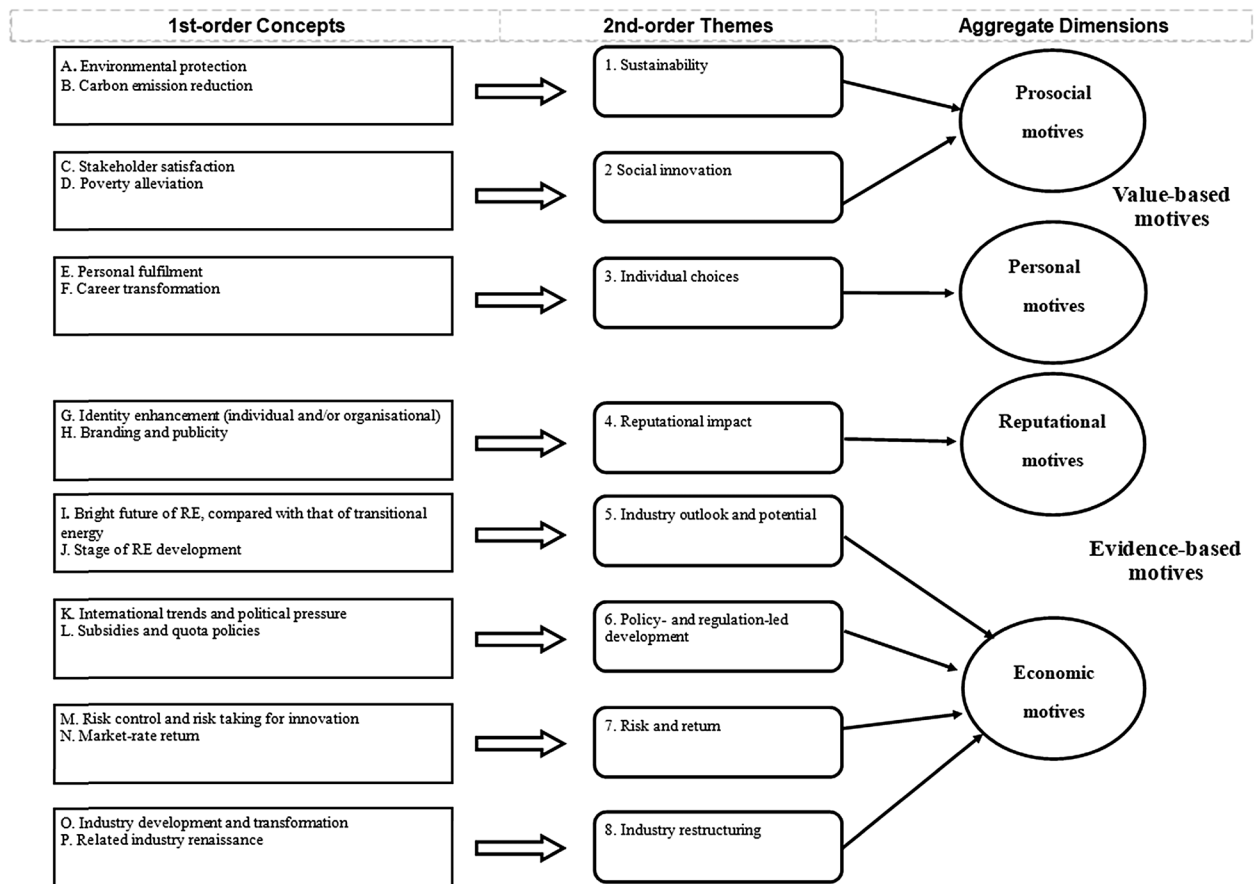 1st-order Concepts
2nd-order Themes
Aggregate Dimensions
A. Environmental protection
B. Carbon emission reduction
1. Sustainability
Prosocial
motives
C. Stakeholder satisfaction
D. Poverty alleviation
2 Social innovation
Value-based
motives
E. Personal fulfilment
F. Career transformation
3. Individual choices
Personal
motives
G. Identity enhancement (individual and/or organisational)
H. Branding and publicity
4. Reputational impact
Reputational
motives
I. Bright future of RE, compared with that of transitional
energy
J. Stage of RE development
5. Industry outlook and potential
Evidence-based
motives
K. International trends and political pressure
L. Subsidies and quota policies
6. Policy- and regulation-led
development
Economic
motives
M. Risk control and risk taking for innovation
N. Market-rate return
7. Risk and return
O. Industry development and transformation
P. Related industry renaissance
8. Industry restructuring